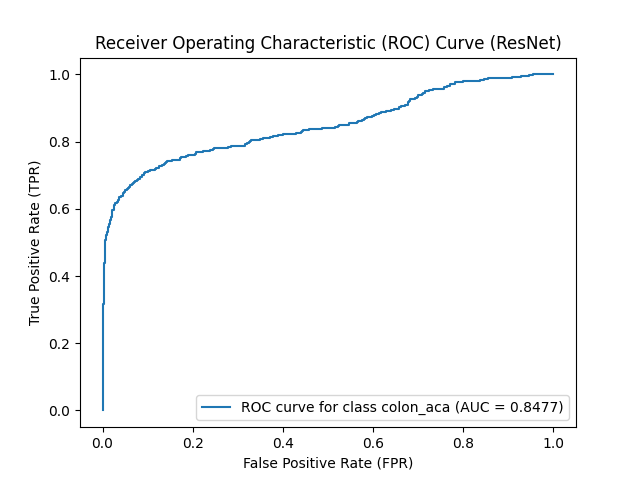 Receiver Operating Characteristic (ROC) Curve (ResNet)
1.0
0.8
0.6
0.4
0.2
0.0
True Positive Rate (TPR)
ROC curve for class colon_aca (AUC = 0.8477)
0.0 0.2 0.4 0.6 0.8 1.0
False Positive Rate (FPR)